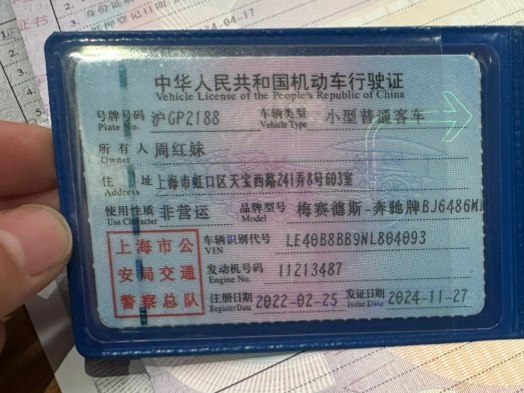 中华人民共和国机动车行驶证
Vehicle License of the People's Republic of China
号牌号码 沪GP2188 车辆类型 小型普通客车
Plate No. Vehicle Type
所有人 周红妹
Owner
住址 上海市虹口区天宝西路241弄8号603室
Address
使用性质 非营运 品牌型号 梅赛德斯-奔驰牌BJ6486M
Use Character Model
上海市公
安局交通
警察总队
车辆识别代号 LE40B8BB9NL804093
VIN
发动机号码 11213487
Engine No.
注册日期 2022-02-25 发证日期 2024-11-27
Register Date Issue Date